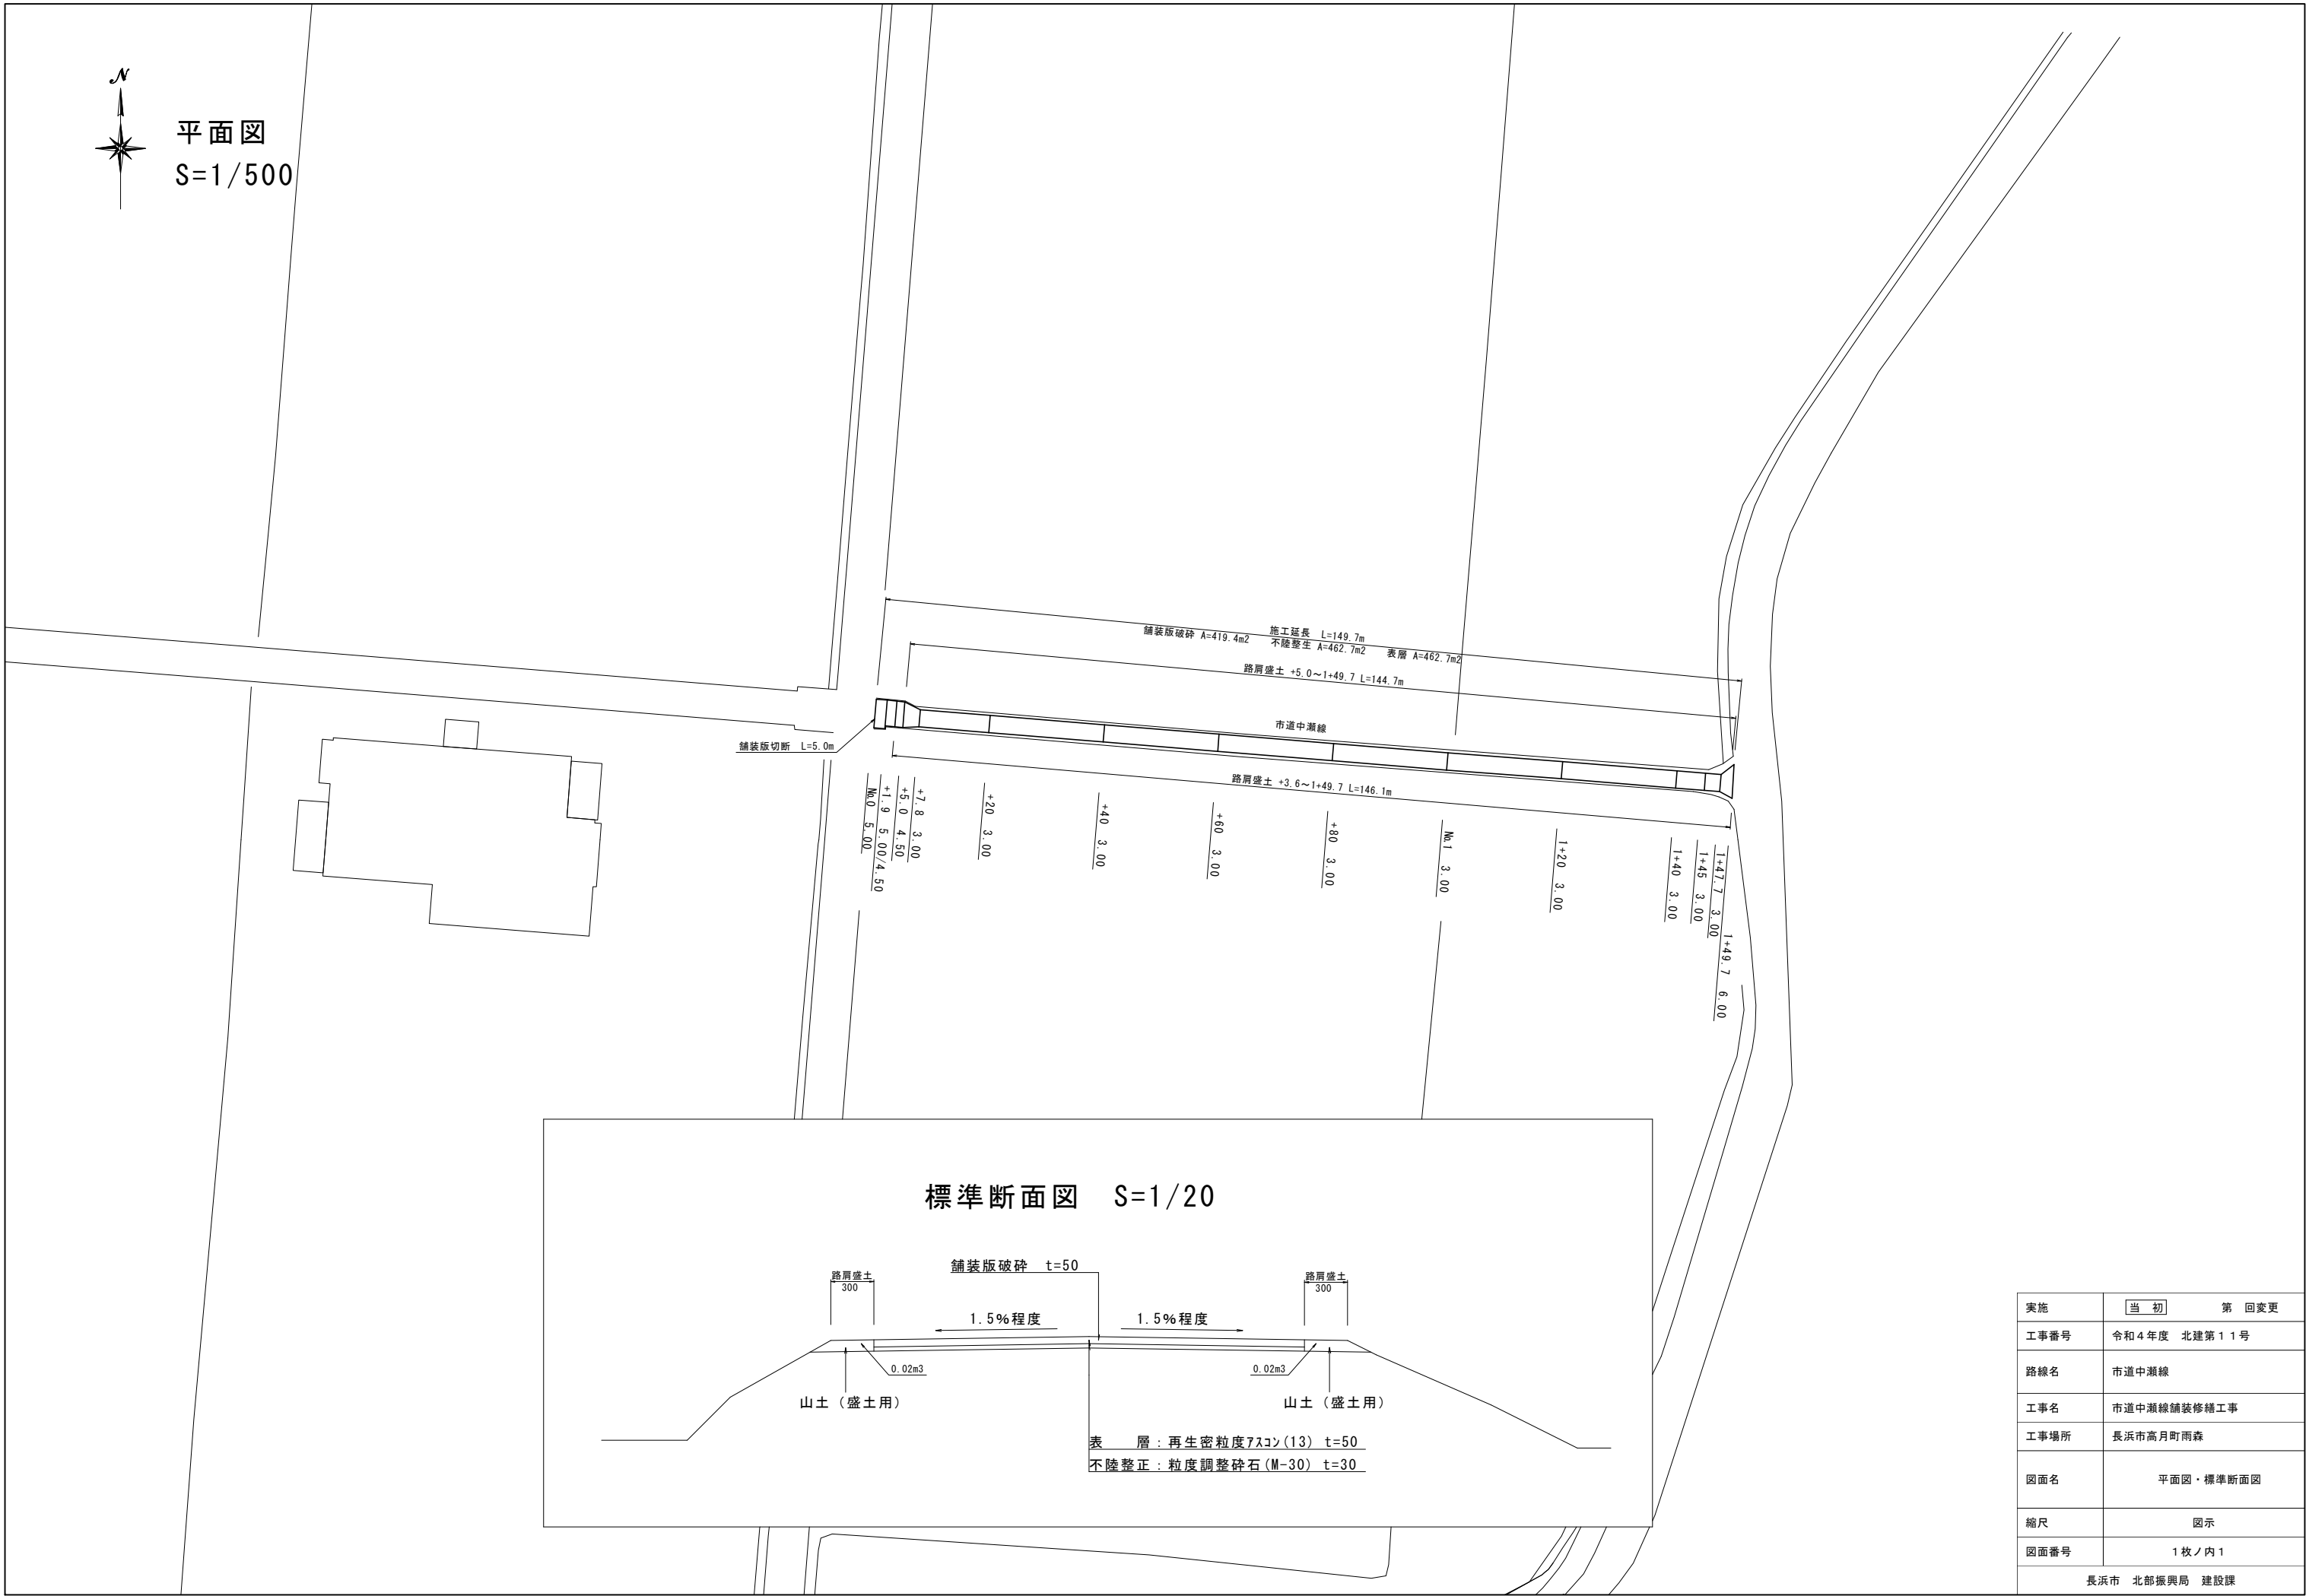 N
平面図
S=1/500
施工延長 L=149.7m
舗装版破砕 A=419.4m2 不陸整生 A=462.7m2 表層 A=462.7m2
路肩盛土 +5.0～1+49.7 L=144.7m
市道中瀬線
舗装版切断 L=5.0m
路肩盛土 +3.6～1+49.7 L=146.1m
№0 5.00
+1.9 5.00/4.50
+5.0 4.50
+7.8 3.00
+20 3.00
+40 3.00
+60 3.00
+80 3.00
№1 3.00
1+20 3.00
1+40 3.00
1+45 3.00
1+47.7 3.00
1+49.7 6.00
標準断面図 S=1/20
舗装版破砕 t=50
路肩盛土
300
路肩盛土
300
1.5%程度
1.5%程度
0.02m3
0.02m3
山土（盛土用）
山土（盛土用）
表 層：再生密粒度ｱｽｺﾝ(13) t=50
不陸整正：粒度調整砕石(M-30) t=30
実施 当 初 第 回変更
工事番号 令和４年度 北建第１１号
路線名 市道中瀬線
工事名 市道中瀬線舗装修繕工事
工事場所 長浜市高月町雨森
図面名 平面図・標準断面図
縮尺 図示
図面番号 １枚ノ内１
長浜市 北部振興局 建設課